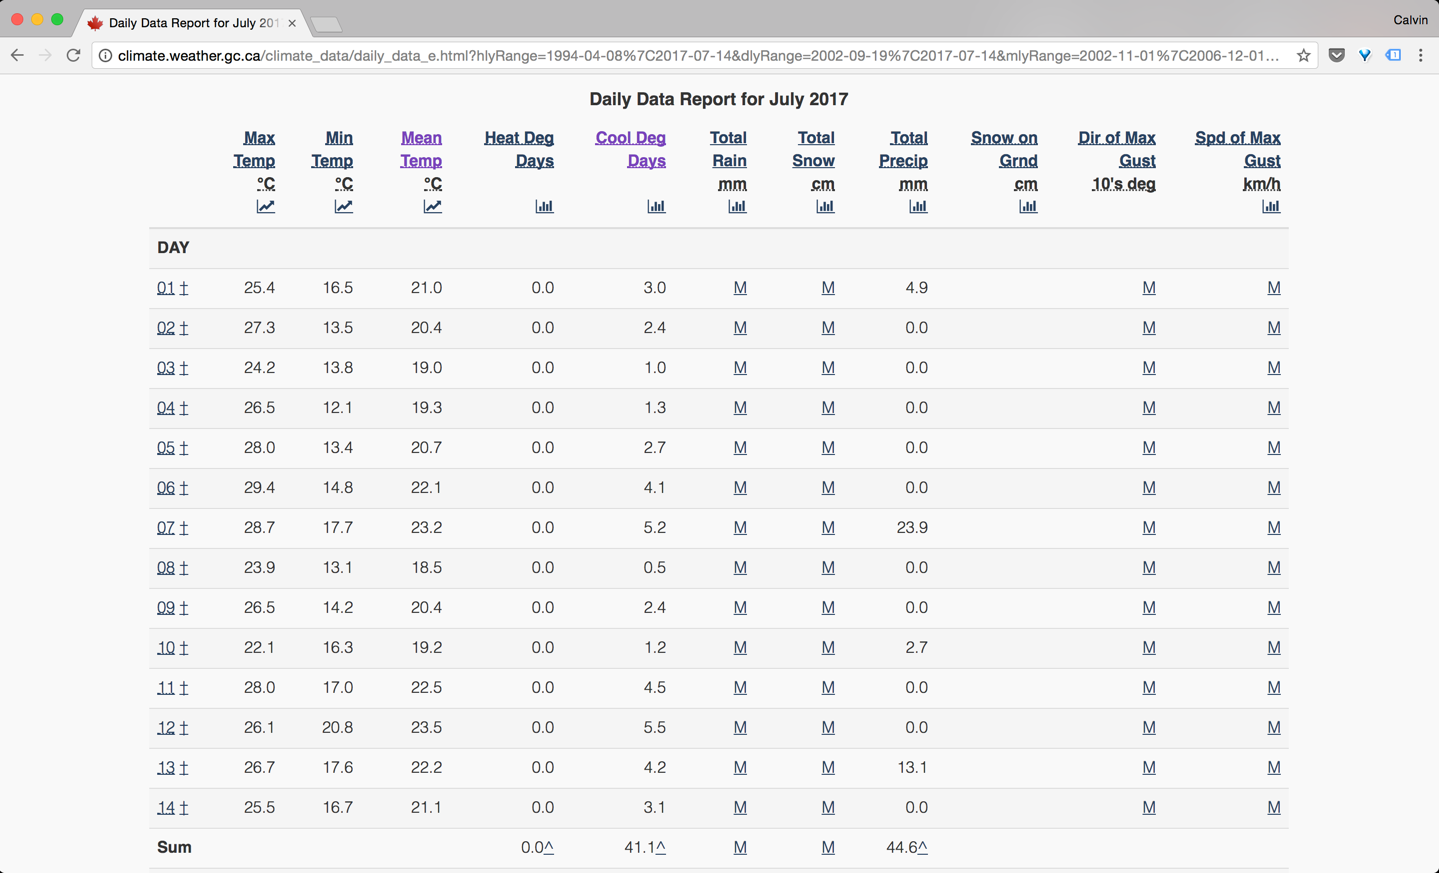 Daily Data Report for July 201
Calvin
climate.weather.gc.ca/climate_data/daily_data_e.html?hlyRange=1994-04-08%7C2017-07-14&dlyRange=2002-09-19%7C2017-07-14&mlyRange=2002-11-01%7C2006-12-01...
Daily Data Report for July 2017
Max Min Mean Heat Deg Cool Deg Total Total Total Snow on Dir of Max Spd of Max
Temp Temp Temp Days Days Rain Snow Precip Grnd Gust Gust
°C °C °C mm cm mm cm 10's deg km/h
DAY
01 † 25.4 16.5 21.0 0.0 3.0 M M 4.9 M M
02 † 27.3 13.5 20.4 0.0 2.4 M M 0.0 M M
03 † 24.2 13.8 19.0 0.0 1.0 M M 0.0 M M
04 † 26.5 12.1 19.3 0.0 1.3 M M 0.0 M M
05 † 28.0 13.4 20.7 0.0 2.7 M M 0.0 M M
06 † 29.4 14.8 22.1 0.0 4.1 M M 0.0 M M
07 † 28.7 17.7 23.2 0.0 5.2 M M 23.9 M M
08 † 23.9 13.1 18.5 0.0 0.5 M M 0.0 M M
09 † 26.5 14.2 20.4 0.0 2.4 M M 0.0 M M
10 † 22.1 16.3 19.2 0.0 1.2 M M 2.7 M M
11 † 28.0 17.0 22.5 0.0 4.5 M M 0.0 M M
12 † 26.1 20.8 23.5 0.0 5.5 M M 0.0 M M
13 † 26.7 17.6 22.2 0.0 4.2 M M 13.1 M M
14 † 25.5 16.7 21.1 0.0 3.1 M M 0.0 M M
Sum 0.0^ 41.1^ M M 44.6^